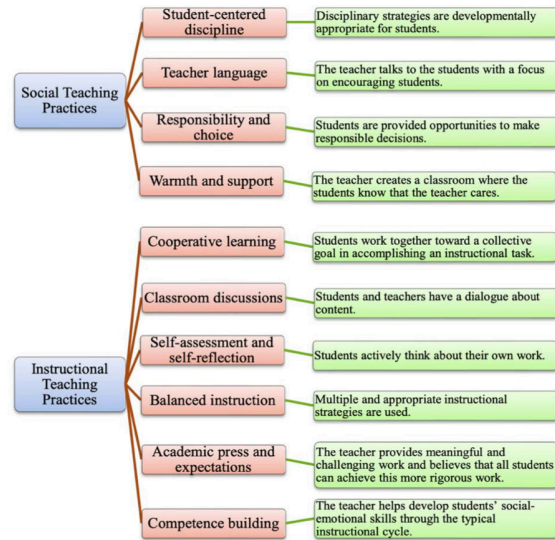 Social Teaching
Practices
Student-centered
discipline
Disciplinary strategies are developmentally
appropriate for students.
Teacher language
The teacher talks to the students with a focus
on encouraging students.
Responsibility and
choice
Students are provided opportunities to make
responsible decisions.
Warmth and support
The teacher creates a classroom where the
students know that the teacher cares.
Instructional
Teaching
Practices
Cooperative learning
Students work together toward a collective
goal in accomplishing an instructional task.
Classroom discussions
Students and teachers have a dialogue about
content.
Self-assessment and
self-reflection
Students actively think about their own work.
Balanced instruction
Multiple and appropriate instructional
strategies are used.
Academic press and
expectations
The teacher provides meaningful and
challenging work and believes that all students
can achieve this more rigorous work.
Competence building
The teacher helps develop students' social-
emotional skills through the typical
instructional cycle.